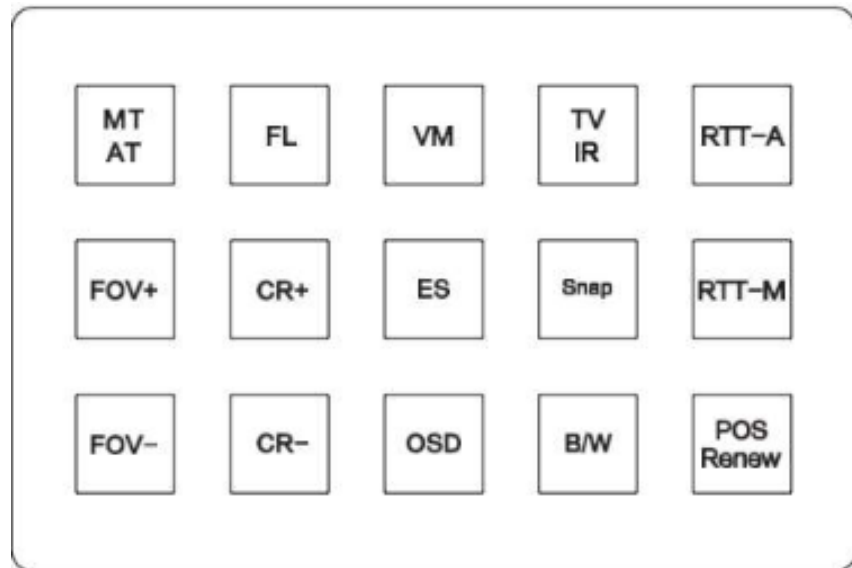 MT
AT
FL
VM
TV
IR
RTT-A
FOV+
CR+
ES
Snap
RTT-M
FOV-
CR-
OSD
B/W
POS
Renew